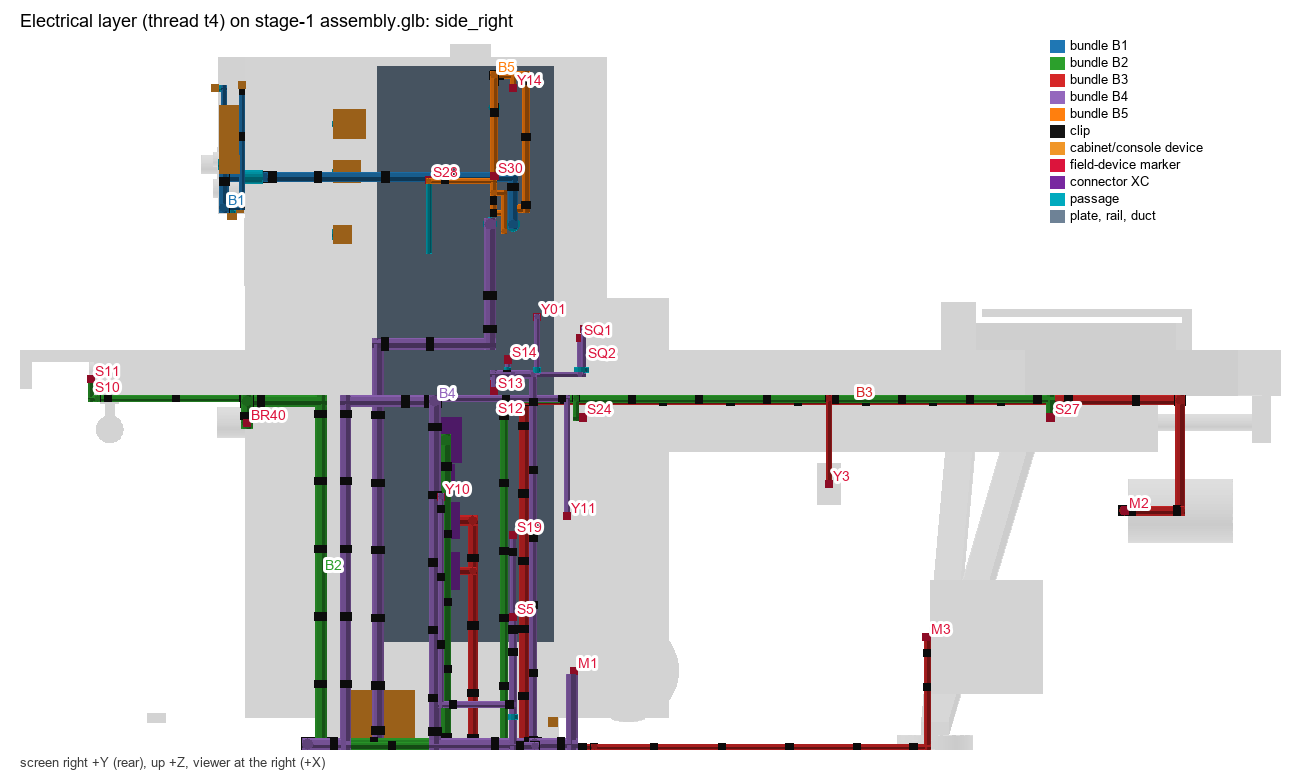 Electrical layer (thread t4) on stage-1 assembly.glb: side_right
bundle B1
bundle B2
bundle B3
bundle B4
bundle B5
clip
cabinet/console device
field-device marker
connector XC
passage
plate, rail, duct
B5
Y14
S28
S30
B1
Y01
SQ1
S14
SQ2
S11
S10
S13
B4
B3
S12
BR40
S24
S27
Y3
Y10
M2
Y11
S19
B2
S5
M3
M1
screen right +Y (rear), up +Z, viewer at the right (+X)